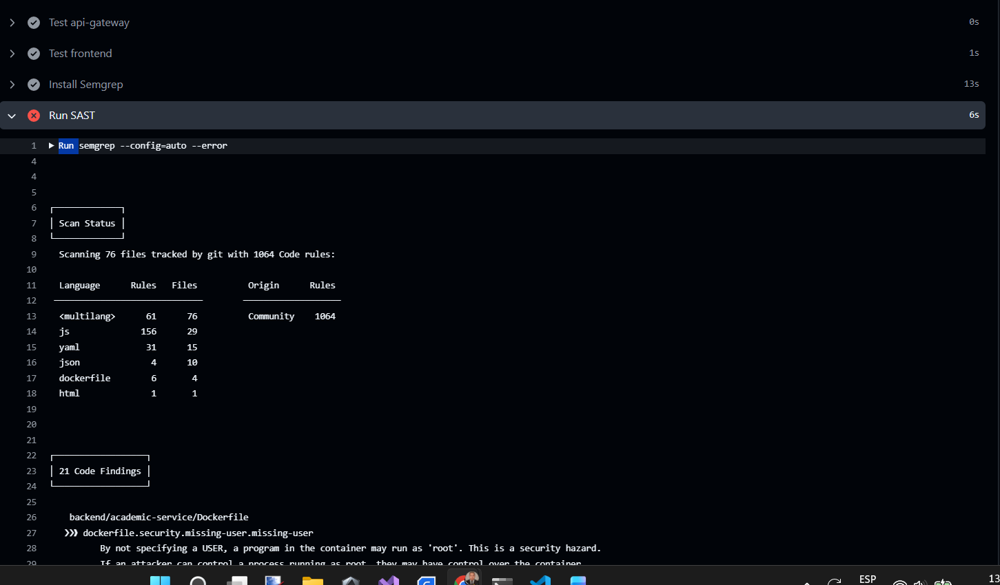 Test api-gateway 0s
Test frontend 1s
Install Semgrep 13s
Run SAST 6s
1 Run semgrep --config=auto --error
4
4
5
6
7 Scan Status
8
9 Scanning 76 files tracked by git with 1064 Code rules:
10
11 Language Rules Files Origin Rules
12
13 <multilang> 61 76 Community 1064
14 js 156 29
15 yaml 31 15
16 json 4 10
17 dockerfile 6 4
18 html 1 1
19
20
21
22
23 21 Code Findings
24
25
26 backend/academic-service/Dockerfile
27 ❯❯❱ dockerfile.security.missing-user.missing-user
28 By not specifying a USER, a program in the container may run as 'root'. This is a security hazard.
29 If an attacker can control a process running as root, they may have control over the container.
ESP
13